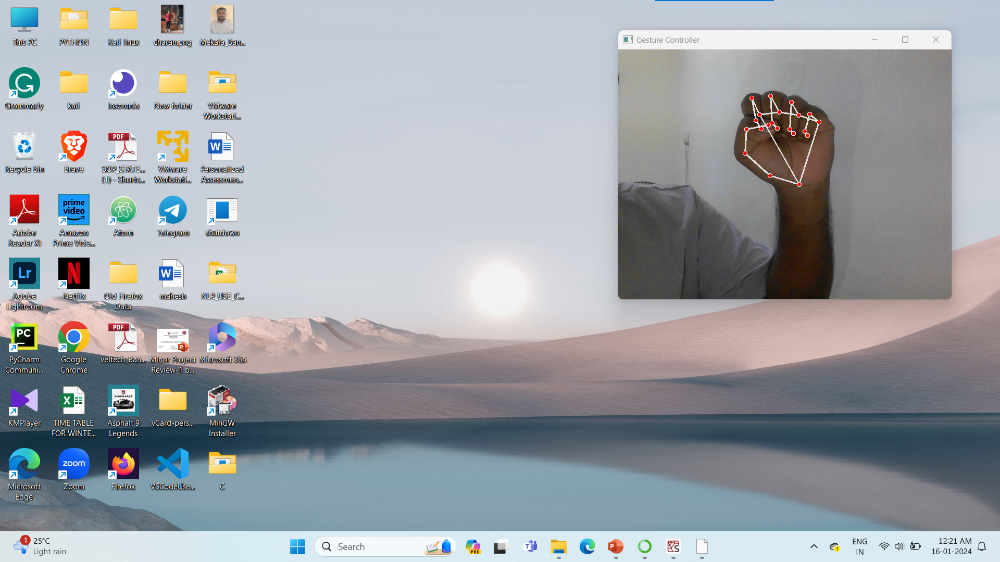 This PC
PYTHON
Kali linux
charan.png
Mekala_Ban...
Grammarly
kali
Insomnia
New folder
VMware
Workstati...
Recycle Bin
Brave
PDF
SOP_STATE...
(1) - Shortc...
VMware
Workstati...
W
Personalized
Assessmen...
Adobe
Reader XI
prime
video
Amazon
Prime Vide...
Atom
Telegram
shutdown
Lr
Adobe
Lightroom
N
Netflix
Old Firefox
Data
W
mahesh
NLP_USE_C...
PC
PyCharm
Communi...
Google
Chrome
PDF
veltech_Ban...
P
Minor Project
Review-1 b...
Microsoft 365
KMPlayer
X
TIME TABLE
FOR WINTE...
ASPHALT
Asphalt 9
Legends
vCard-pers...
MinGW
Installer
Microsoft
Edge
zoom
Zoom
Firefox
VSCodeUse...
C
Gesture Controller
1
25°C
Light rain
Search
PRE
T
P
S
ENG
IN
12:21 AM
16-01-2024